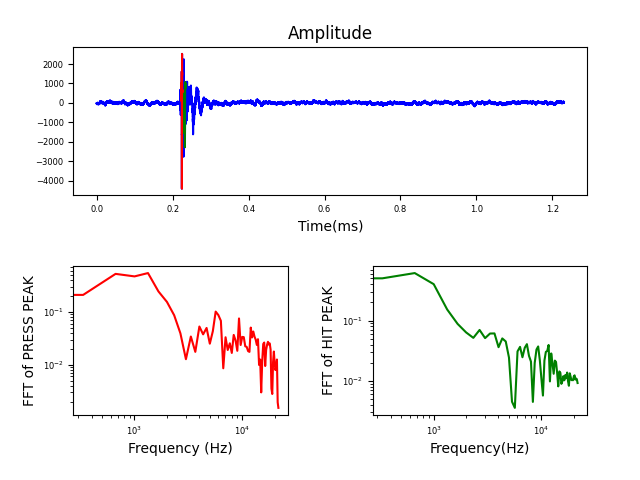 Amplitude
2000
1000
0
−1000
−2000
−3000
−4000
0.0 0.2 0.4 0.6 0.8 1.0 1.2
Time(ms)
FFT of PRESS PEAK
10⁻¹
10⁻²
10³ 10⁴
Frequency (Hz)
FFT of HIT PEAK
10⁻¹
10⁻²
10³ 10⁴
Frequency(Hz)